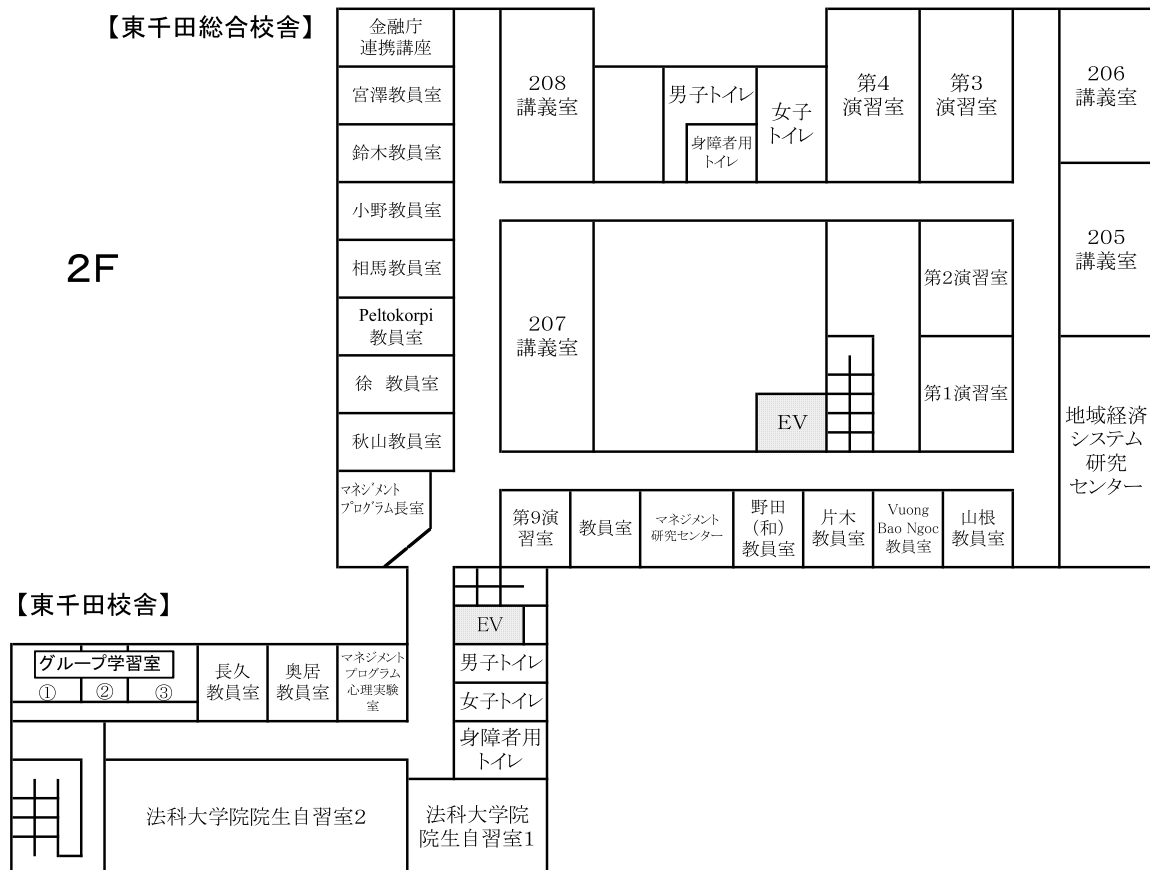 【東千田総合校舎】
2F
金融庁
連携講座
宮澤教員室
鈴木教員室
小野教員室
相馬教員室
Peltokorpi
教員室
徐 教員室
秋山教員室
マネジメント
プログラム長室
208
講義室
男子トイレ
身障者用
トイレ
女子
トイレ
第4
演習室
第3
演習室
206
講義室
205
講義室
207
講義室
EV
第2演習室
第1演習室
地域経済
システム
研究
センター
第9演
習室
教員室
マネジメント
研究センター
野田
(和)
教員室
片木
教員室
Vuong
Bao Ngoc
教員室
山根
教員室
【東千田校舎】
グループ学習室
①
②
③
長久
教員室
奥居
教員室
マネジメント
プログラム
心理実験
室
EV
男子トイレ
女子トイレ
身障者用
トイレ
法科大学院院生自習室2
法科大学院
院生自習室1